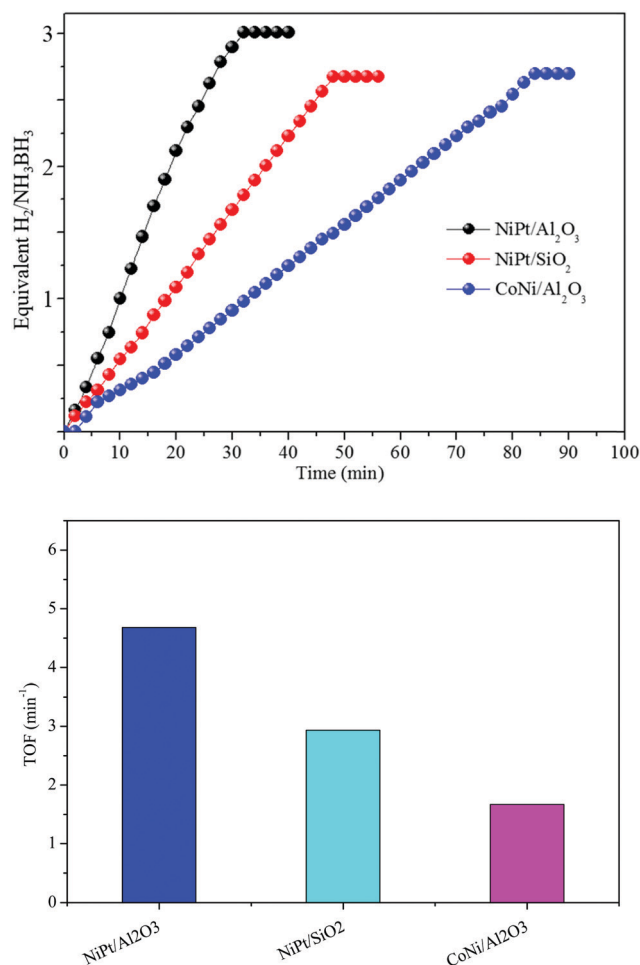 3
2
1
Equivalent H₂/NH₃BH₃
NiPt/Al₂O₃
NiPt/SiO₂
CoNi/Al₂O₃
0 10 20 30 40 50 60 70 80 90 100
Time (min)
6
5
4
3
2
1
0
TOF (min⁻¹)
NiPt/Al2O3
NiPt/SiO2
CoNi/Al2O3